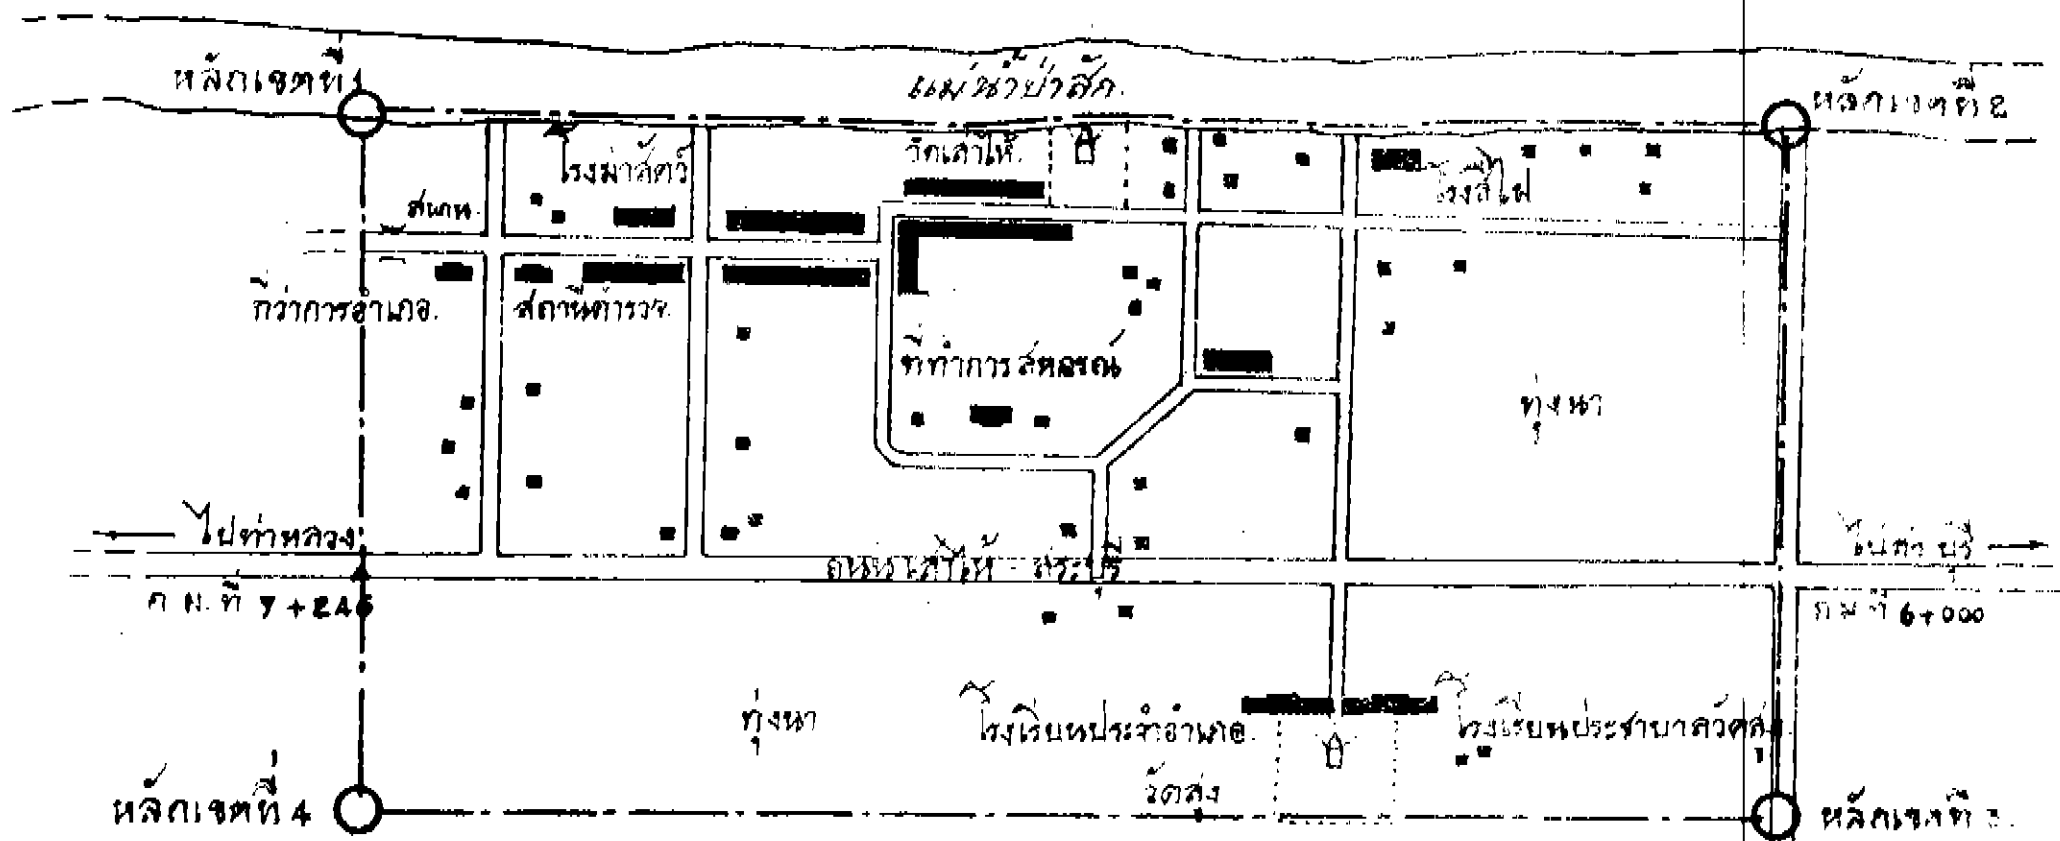 หลักเขตที่ 1
แม่น้ำป่าสัก
หลักเขตที่ 2
โรงฆ่าสัตว์
วัดเสาไห้
โรงสีไฟ
สะพาน
ที่ว่าการอำเภอ
สถานีตำรวจ
ที่ทำการสหกรณ์
ทุ่งนา
ไปท่าหลวง
ถนนเสาไห้ - สระบุรี
ก.ม. ที่ 7+246
ก.ม. ที่ 6+000
ทุ่งนา
โรงเรียนประจำอำเภอ
โรงเรียนประชาบาลวัดสูง
วัดสูง
หลักเขตที่ 4
หลักเขตที่ 3